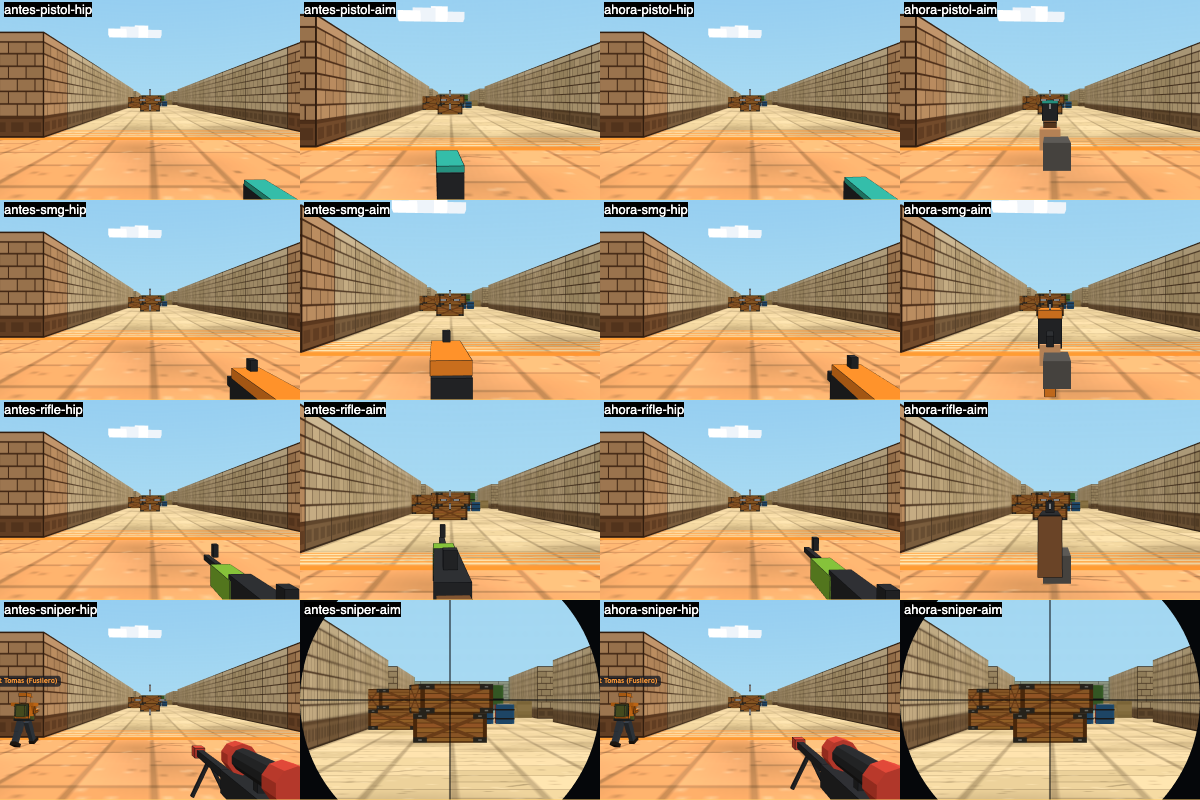 antes-pistol-hip
antes-pistol-aim
ahora-pistol-hip
ahora-pistol-aim
antes-smg-hip
antes-smg-aim
ahora-smg-hip
ahora-smg-aim
antes-rifle-hip
antes-rifle-aim
ahora-rifle-hip
ahora-rifle-aim
antes-sniper-hip
antes-sniper-aim
ahora-sniper-hip
ahora-sniper-aim
Tomas (Fusilero)
Tomas (Fusilero)